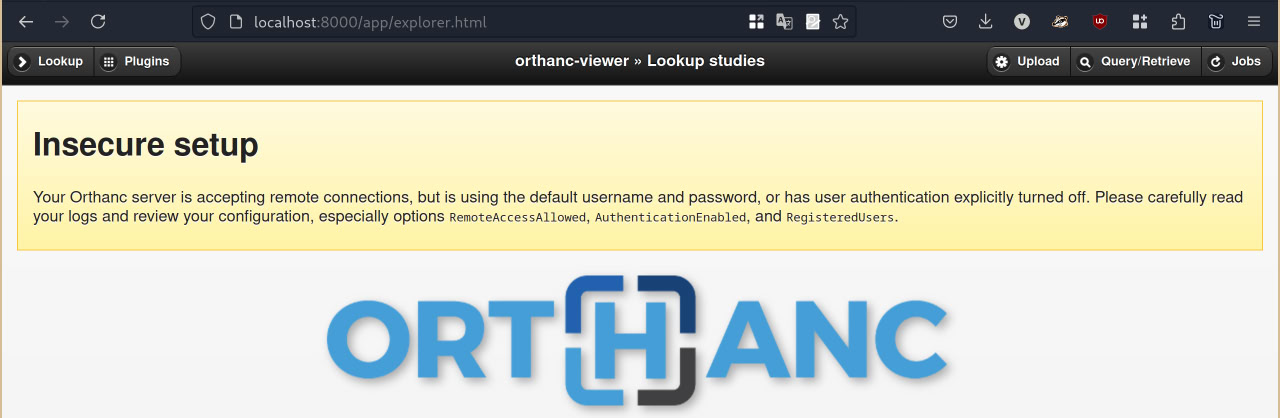 localhost:8000/app/explorer.html
Lookup Plugins orthanc-viewer » Lookup studies Upload Query/Retrieve Jobs
Insecure setup
Your Orthanc server is accepting remote connections, but is using the default username and password, or has user authentication explicitly turned off. Please carefully read
your logs and review your configuration, especially options RemoteAccessAllowed, AuthenticationEnabled, and RegisteredUsers.
ORTHANC